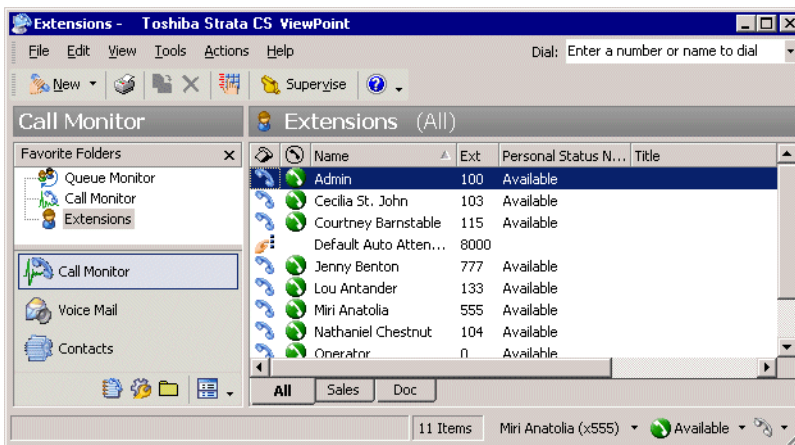 Extensions - Toshiba Strata CS ViewPoint
File Edit View Tools Actions Help Dial: Enter a number or name to dial
New Supervise
Call Monitor
Extensions (All)
Favorite Folders x
Queue Monitor
Call Monitor
Extensions
Call Monitor
Voice Mail
Contacts
Name Ext Personal Status N... Title
Admin 100 Available
Cecilia St. John 103 Available
Courtney Barnstable 115 Available
Default Auto Atten... 8000
Jenny Benton 777 Available
Lou Antander 133 Available
Miri Anatolia 555 Available
Nathaniel Chestnut 104 Available
Operator 0 Available
All Sales Doc
11 Items Miri Anatolia (x555) Available